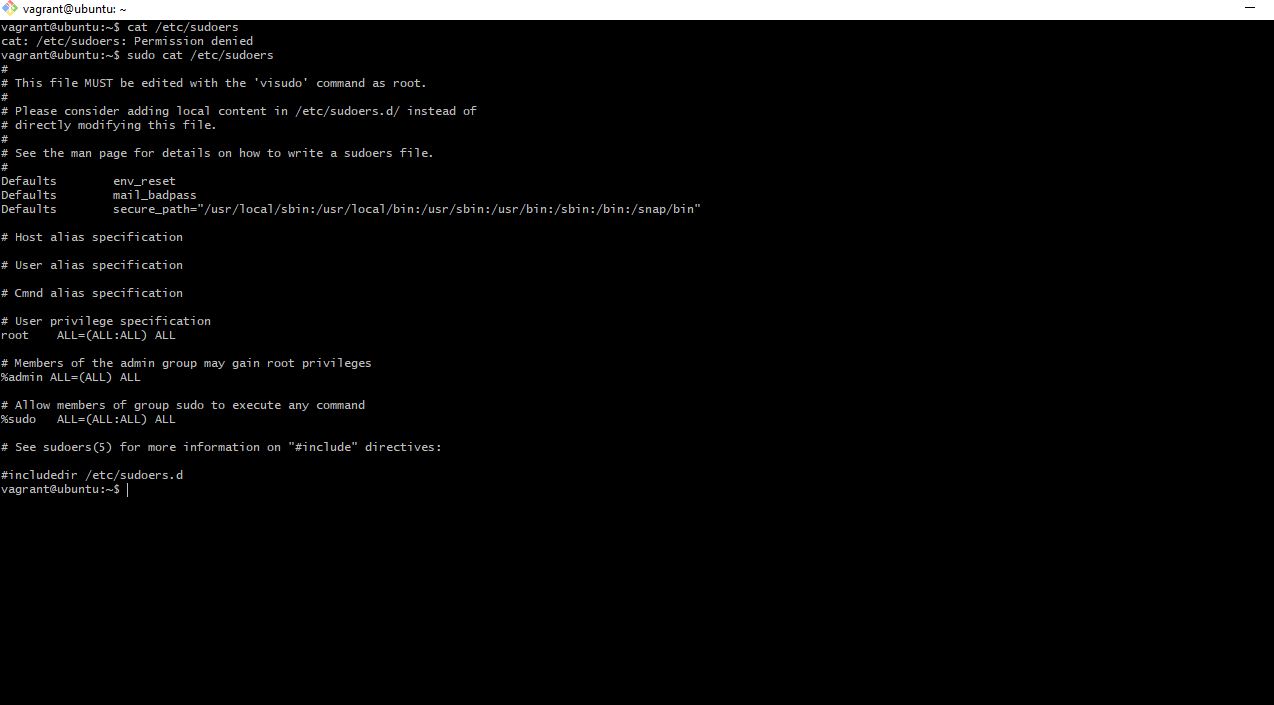 vagrant@ubuntu: ~
vagrant@ubuntu:~$ cat /etc/sudoers
cat: /etc/sudoers: Permission denied
vagrant@ubuntu:~$ sudo cat /etc/sudoers
#
# This file MUST be edited with the 'visudo' command as root.
#
# Please consider adding local content in /etc/sudoers.d/ instead of
# directly modifying this file.
#
# See the man page for details on how to write a sudoers file.
#
Defaults        env_reset
Defaults        mail_badpass
Defaults        secure_path="/usr/local/sbin:/usr/local/bin:/usr/sbin:/usr/bin:/sbin:/bin:/snap/bin"
# Host alias specification
# User alias specification
# Cmnd alias specification
# User privilege specification
root    ALL=(ALL:ALL) ALL
# Members of the admin group may gain root privileges
%admin ALL=(ALL) ALL
# Allow members of group sudo to execute any command
%sudo   ALL=(ALL:ALL) ALL
# See sudoers(5) for more information on "#include" directives:
#includedir /etc/sudoers.d
vagrant@ubuntu:~$